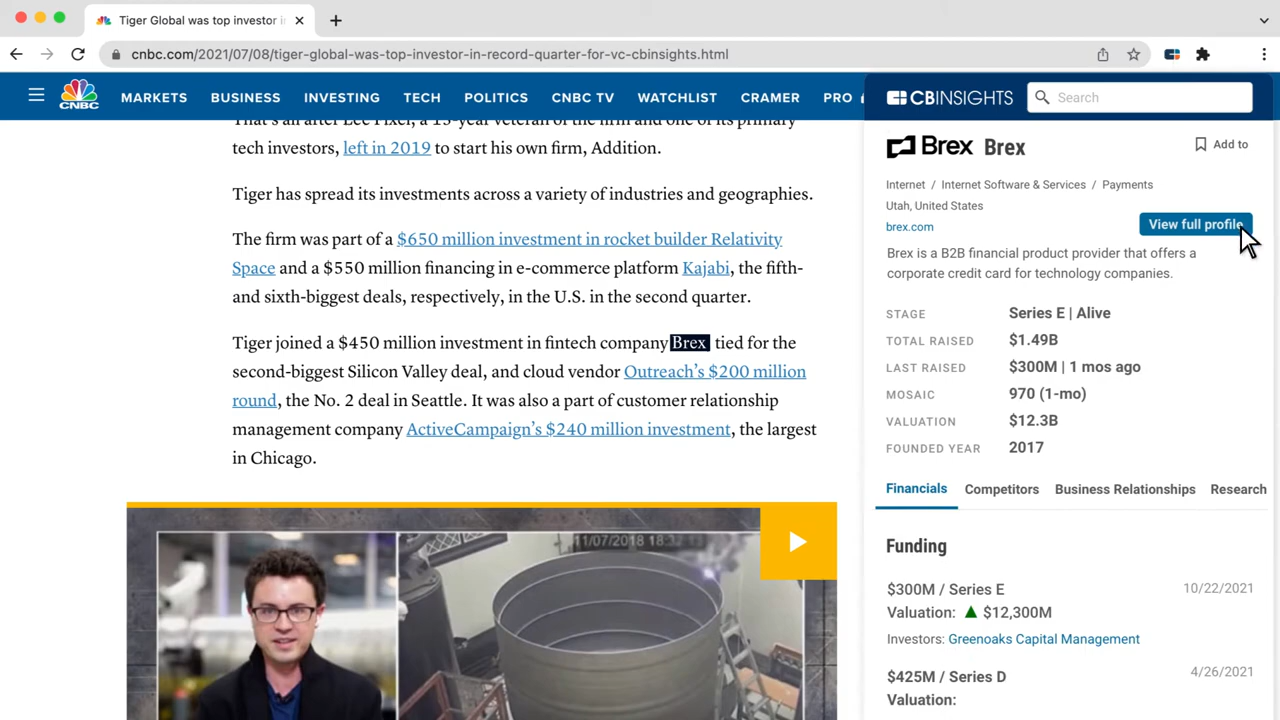 Tiger Global was top investor i
cnbc.com/2021/07/08/tiger-global-was-top-investor-in-record-quarter-for-vc-cbinsights.html
CNBC
MARKETS BUSINESS INVESTING TECH POLITICS CNBC TV WATCHLIST CRAMER PRO
That's all after Lee Fixel, a 13-year veteran of the firm and one of its primary
tech investors, left in 2019 to start his own firm, Addition.
Tiger has spread its investments across a variety of industries and geographies.
The firm was part of a $650 million investment in rocket builder Relativity
Space and a $550 million financing in e-commerce platform Kajabi, the fifth-
and sixth-biggest deals, respectively, in the U.S. in the second quarter.
Tiger joined a $450 million investment in fintech company Brex tied for the
second-biggest Silicon Valley deal, and cloud vendor Outreach's $200 million
round, the No. 2 deal in Seattle. It was also a part of customer relationship
management company ActiveCampaign's $240 million investment, the largest
in Chicago.
11/07/2018 18:32
CBINSIGHTS
Search
Brex Brex
Add to
Internet / Internet Software & Services / Payments
Utah, United States
brex.com
View full profile
Brex is a B2B financial product provider that offers a
corporate credit card for technology companies.
STAGE Series E | Alive
TOTAL RAISED $1.49B
LAST RAISED $300M | 1 mos ago
MOSAIC 970 (1-mo)
VALUATION $12.3B
FOUNDED YEAR 2017
Financials Competitors Business Relationships Research
Funding
$300M / Series E 10/22/2021
Valuation: ▲ $12,300M
Investors: Greenoaks Capital Management
$425M / Series D 4/26/2021
Valuation: